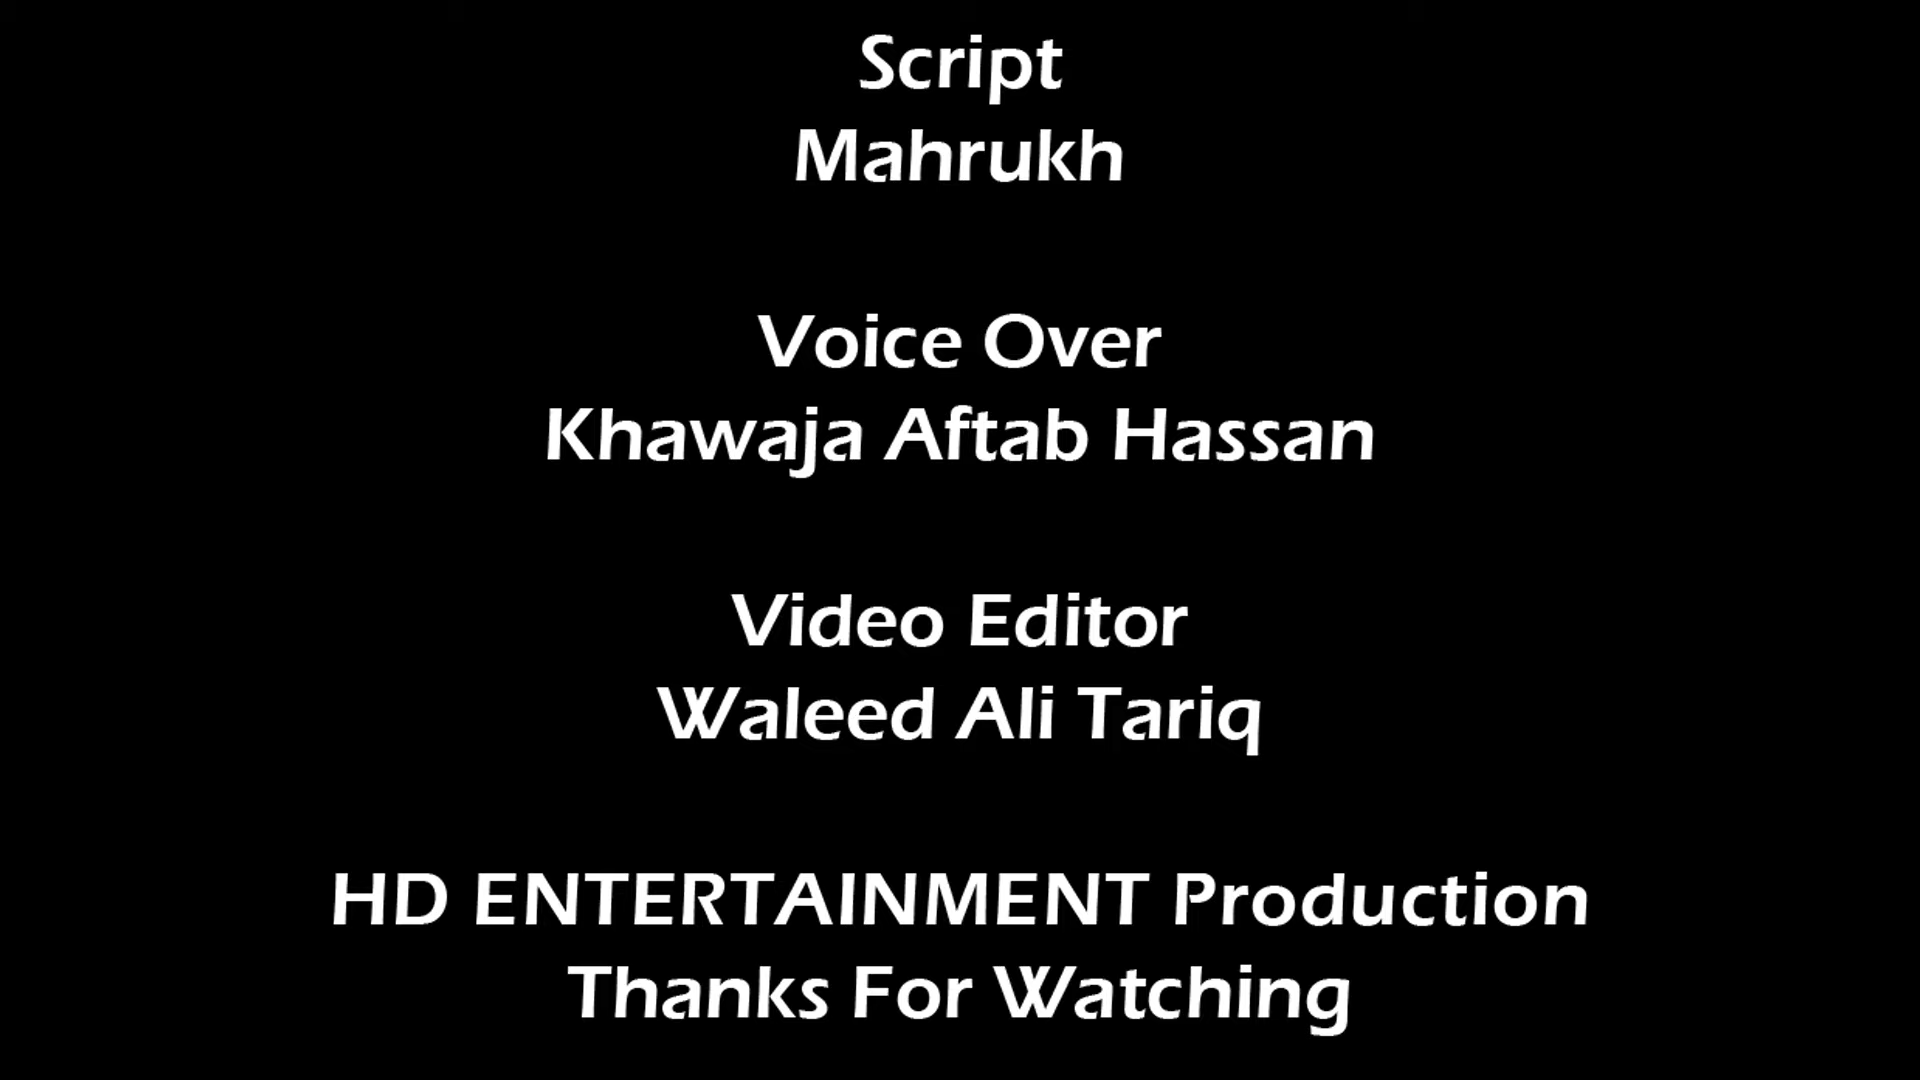 Script
Mahrukh
Voice Over
Khawaja Aftab Hassan
Video Editor
Waleed Ali Tariq
HD ENTERTAINMENT Production
Thanks For Watching